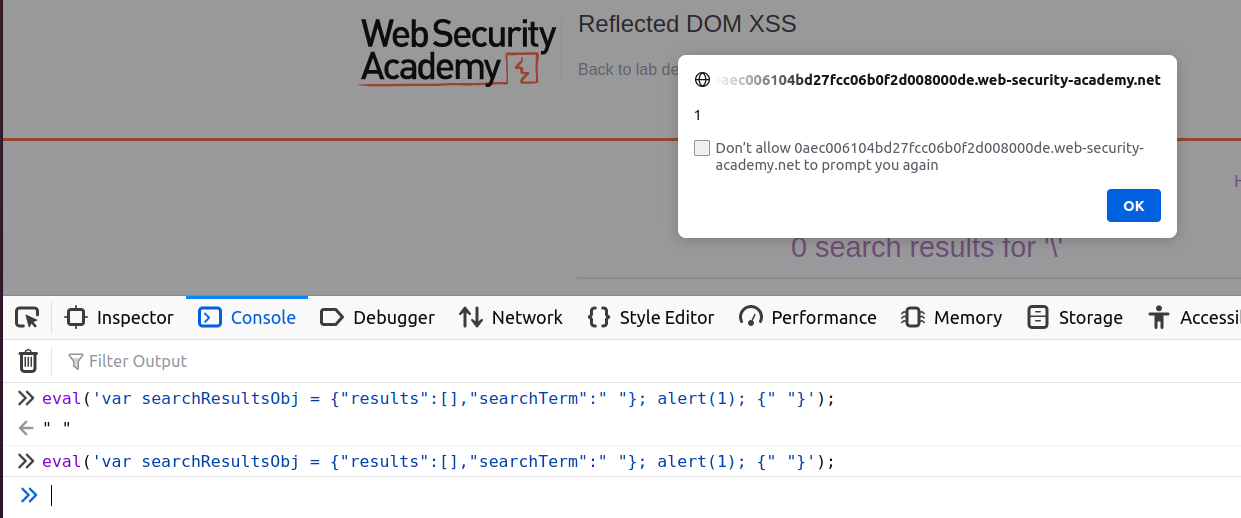 Web Security
Academy
Reflected DOM XSS
Back to lab de
0aec006104bd27fcc06b0f2d008000de.web-security-academy.net
1
Don't allow 0aec006104bd27fcc06b0f2d008000de.web-security-
academy.net to prompt you again
OK
0 search results for '\'
Inspector Console Debugger Network Style Editor Performance Memory Storage Accessi
Filter Output
eval('var searchResultsObj = {"results":[],"searchTerm":" "}; alert(1); {" "}');
" "
eval('var searchResultsObj = {"results":[],"searchTerm":" "}; alert(1); {" "}');